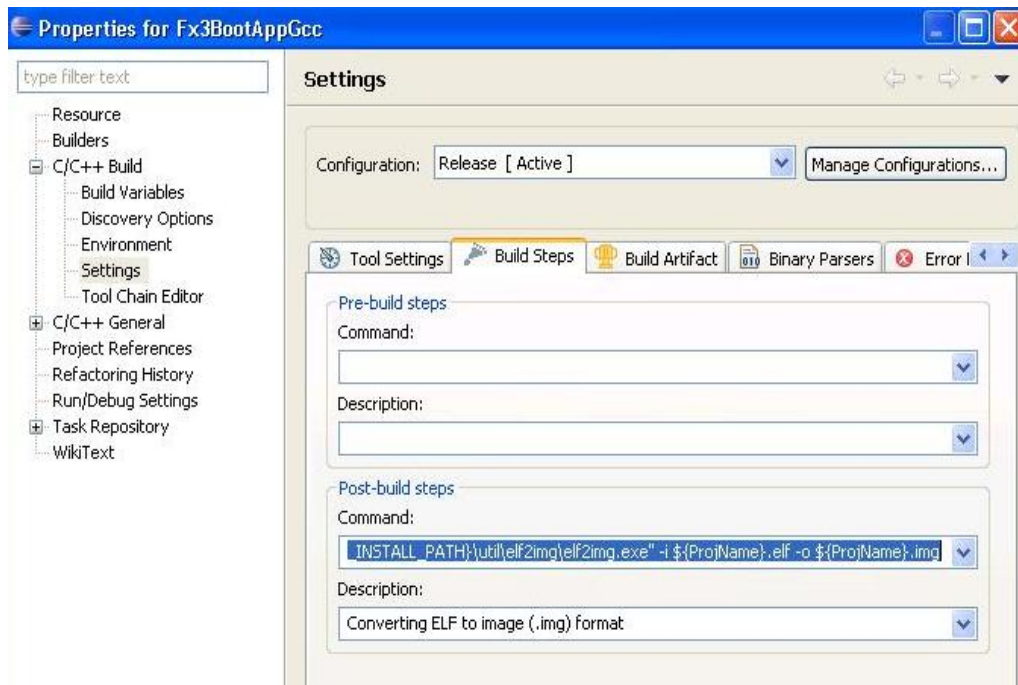 Properties for Fx3BootAppGcc
type filter text
Resource
Builders
C/C++ Build
Build Variables
Discovery Options
Environment
Settings
Tool Chain Editor
C/C++ General
Project References
Refactoring History
Run/Debug Settings
Task Repository
WikiText
Settings
Configuration: Release [ Active ] Manage Configurations...
Tool Settings Build Steps Build Artifact Binary Parsers Error
Pre-build steps
Command:
Description:
Post-build steps
Command:
_INSTALL_PATH}\util\elf2img\elf2img.exe" -i ${ProjName}.elf -o ${ProjName}.img
Description:
Converting ELF to image (.img) format